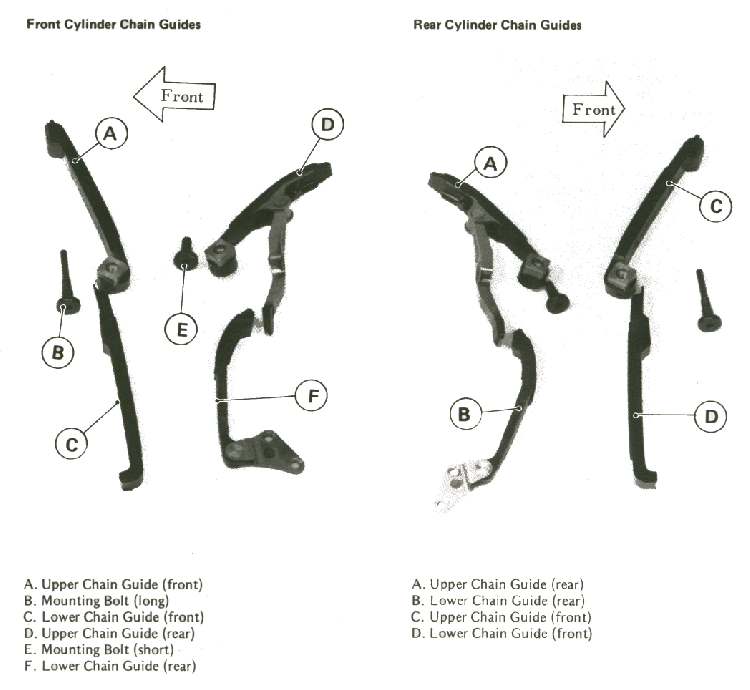 Front Cylinder Chain Guides
Front
A
D
B
E
C
F
A. Upper Chain Guide (front)
B. Mounting Bolt (long)
C. Lower Chain Guide (front)
D. Upper Chain Guide (rear)
E. Mounting Bolt (short)
F. Lower Chain Guide (rear)
Rear Cylinder Chain Guides
Front
A
C
B
D
A. Upper Chain Guide (rear)
B. Lower Chain Guide (rear)
C. Upper Chain Guide (front)
D. Lower Chain Guide (front)